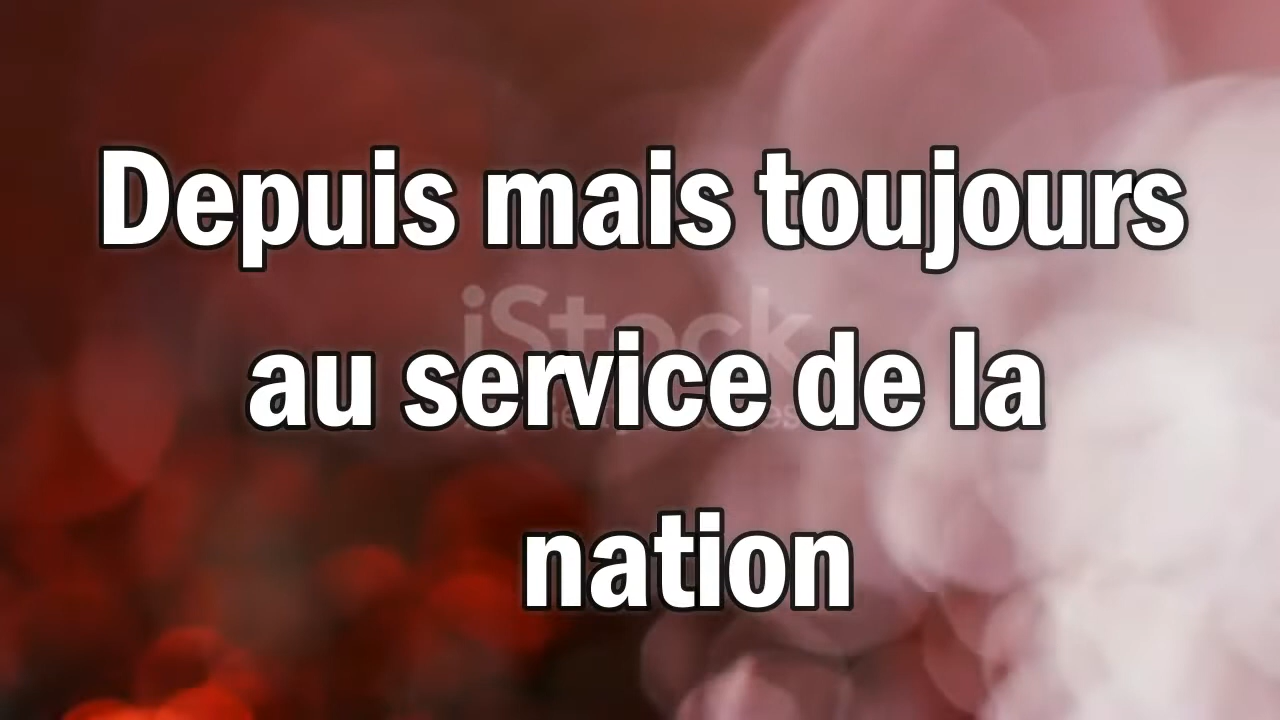 Depuis mais toujours
iStock
au service de la
nation